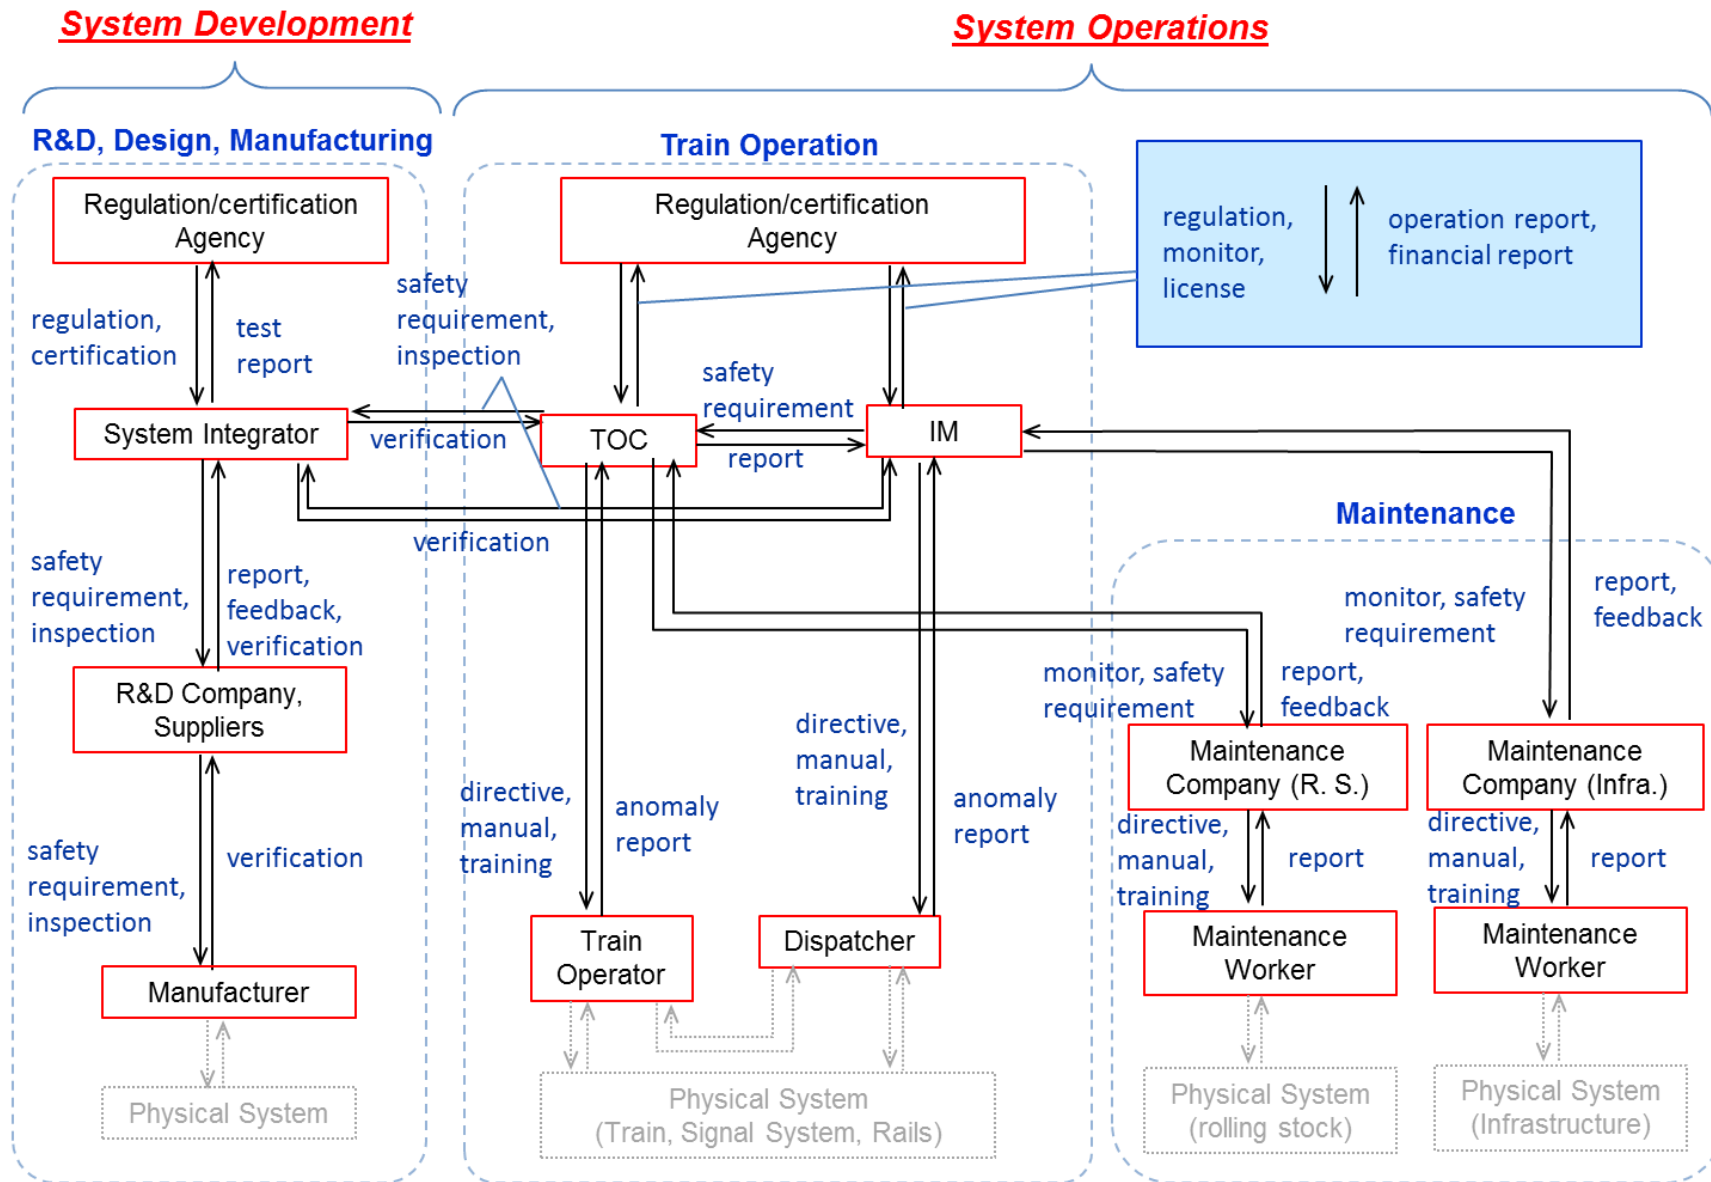 System Development
System Operations
R&D, Design, Manufacturing
Train Operation
Regulation/certification
Agency
Regulation/certification
Agency
regulation,
monitor,
license
operation report,
financial report
safety
requirement,
inspection
regulation,
certification
test
report
safety
requirement
System Integrator
verification
TOC
report
IM
verification
Maintenance
safety
requirement,
inspection
report,
feedback,
verification
monitor, safety
requirement
report,
feedback
monitor, safety
requirement
report,
feedback
R&D Company,
Suppliers
directive,
manual,
training
Maintenance
Company (R. S.)
Maintenance
Company (Infra.)
directive,
manual,
training
anomaly
report
anomaly
report
directive,
manual,
training
report
directive,
manual,
training
report
safety
requirement,
inspection
verification
Train
Operator
Dispatcher
Maintenance
Worker
Maintenance
Worker
Manufacturer
Physical System
Physical System
(Train, Signal System, Rails)
Physical System
(rolling stock)
Physical System
(Infrastructure)